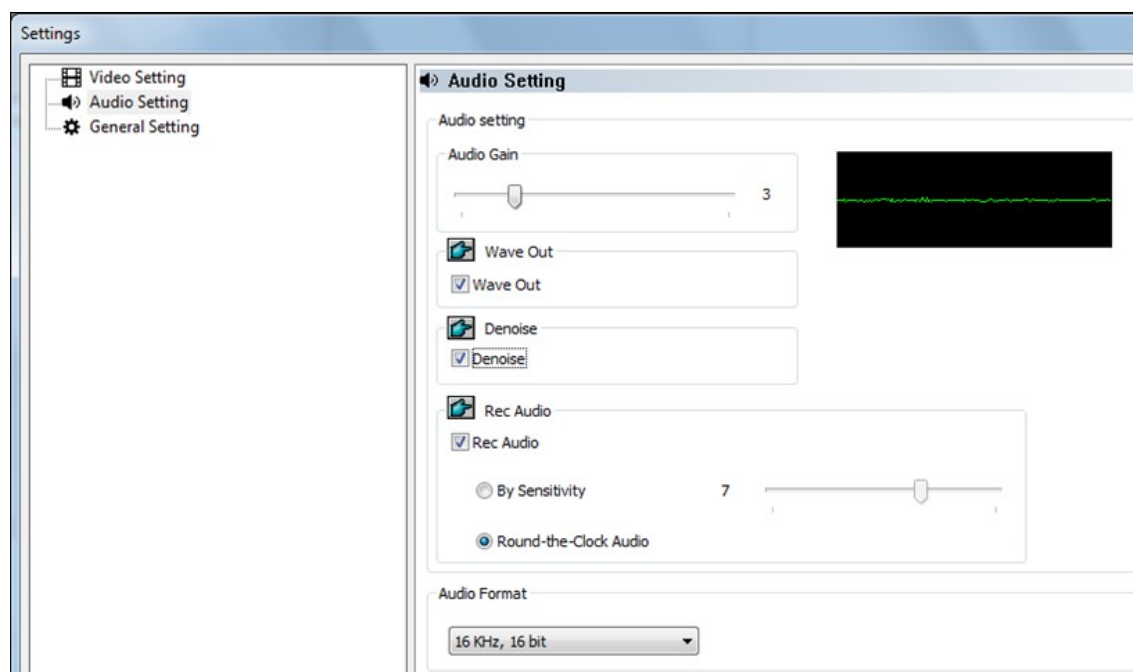 Settings
Video Setting
Audio Setting
General Setting
Audio Setting
Audio setting
Audio Gain
3
Wave Out
Wave Out
Denoise
Denoise
Rec Audio
Rec Audio
By Sensitivity 7
Round-the-Clock Audio
Audio Format
16 KHz, 16 bit